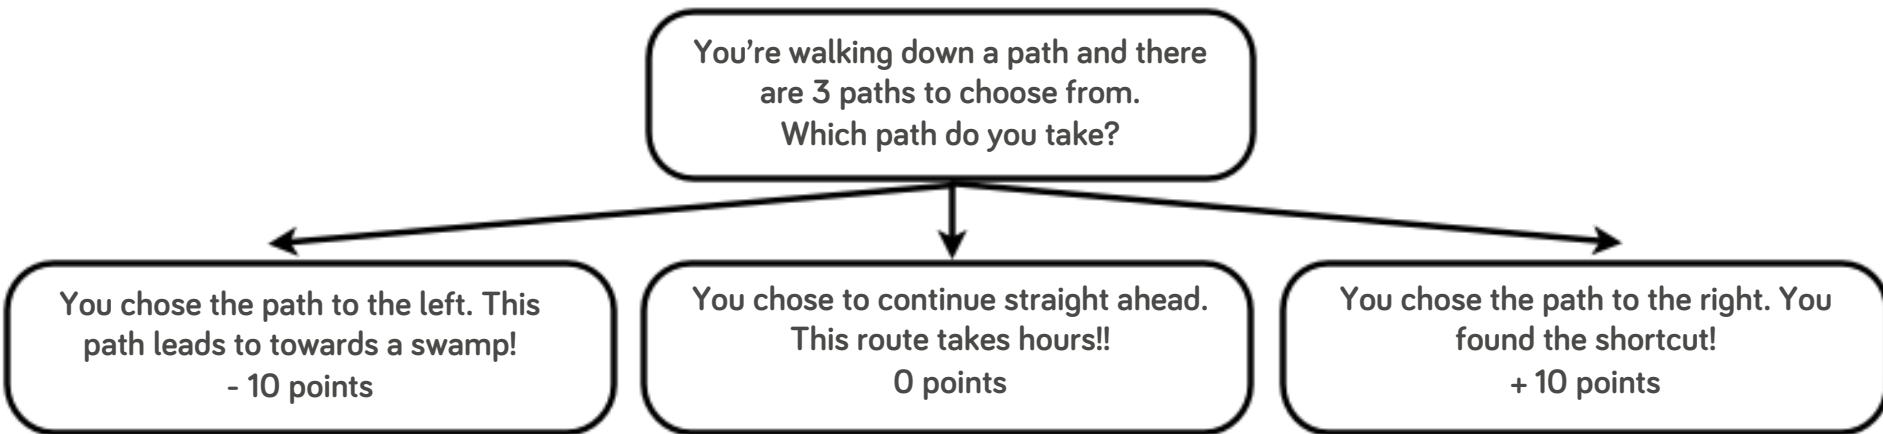 You're walking down a path and there
are 3 paths to choose from.
Which path do you take?
You chose the path to the left. This
path leads to towards a swamp!
- 10 points
You chose to continue straight ahead.
This route takes hours!!
0 points
You chose the path to the right. You
found the shortcut!
+ 10 points